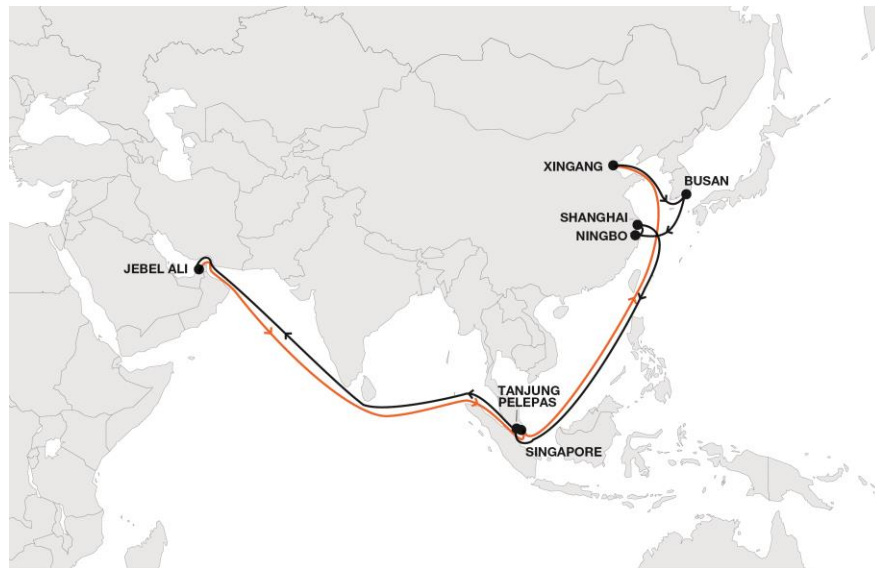 XINGANG
BUSAN
SHANGHAI
NINGBO
JEBEL ALI
TANJUNG
PELEPAS
SINGAPORE